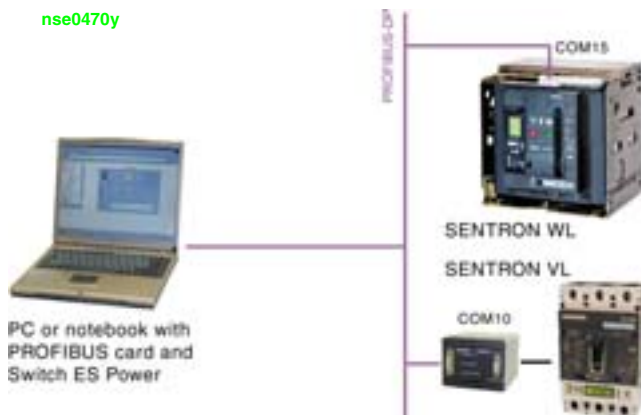 nse0470y
PROFIBUS-DP
COM15
SENTRON WL
SENTRON VL
COM10
PC or notebook with
PROFIBUS card and
Switch ES Power